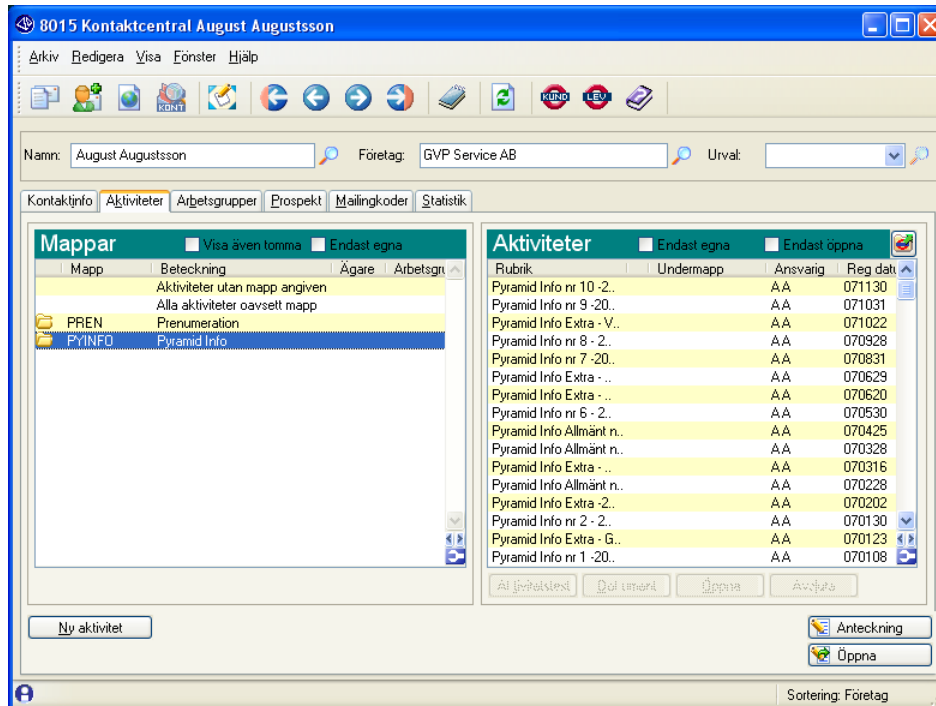 8015 Kontaktcentral August Augustsson
Arkiv Redigera Visa Fönster Hjälp
KONT KUND LEV
Namn: August Augustsson Företag: GVP Service AB Urval:
Kontaktinfo Aktiviteter Arbetsgrupper Prospekt Mailingkoder Statistik
Mappar Visa även tomma Endast egna
Mapp Beteckning Ägare Arbetsgru
Aktiviteter utan mapp angiven
Alla aktiviteter oavsett mapp
PREN Prenumeration
PYINFO Pyramid Info
Aktiviteter Endast egna Endast öppna
Rubrik Undermapp Ansvarig Reg datu
Pyramid Info nr 10 -2.. AA 071130
Pyramid Info nr 9 -20.. AA 071031
Pyramid Info Extra - V.. AA 071022
Pyramid Info nr 8 - 2.. AA 070928
Pyramid Info nr 7 -20.. AA 070831
Pyramid Info Extra - .. AA 070629
Pyramid Info Extra - .. AA 070620
Pyramid Info nr 6 - 2.. AA 070530
Pyramid Info Allmänt n.. AA 070425
Pyramid Info Allmänt n.. AA 070328
Pyramid Info Extra - .. AA 070316
Pyramid Info Allmänt n.. AA 070228
Pyramid Info Extra -2.. AA 070202
Pyramid Info nr 2 - 2.. AA 070130
Pyramid Info Extra - G.. AA 070123
Pyramid Info nr 1 -20.. AA 070108
Aktivitetstext Dokument Öppna Avsluta
Ny aktivitet
Anteckning
Öppna
Sortering: Företag